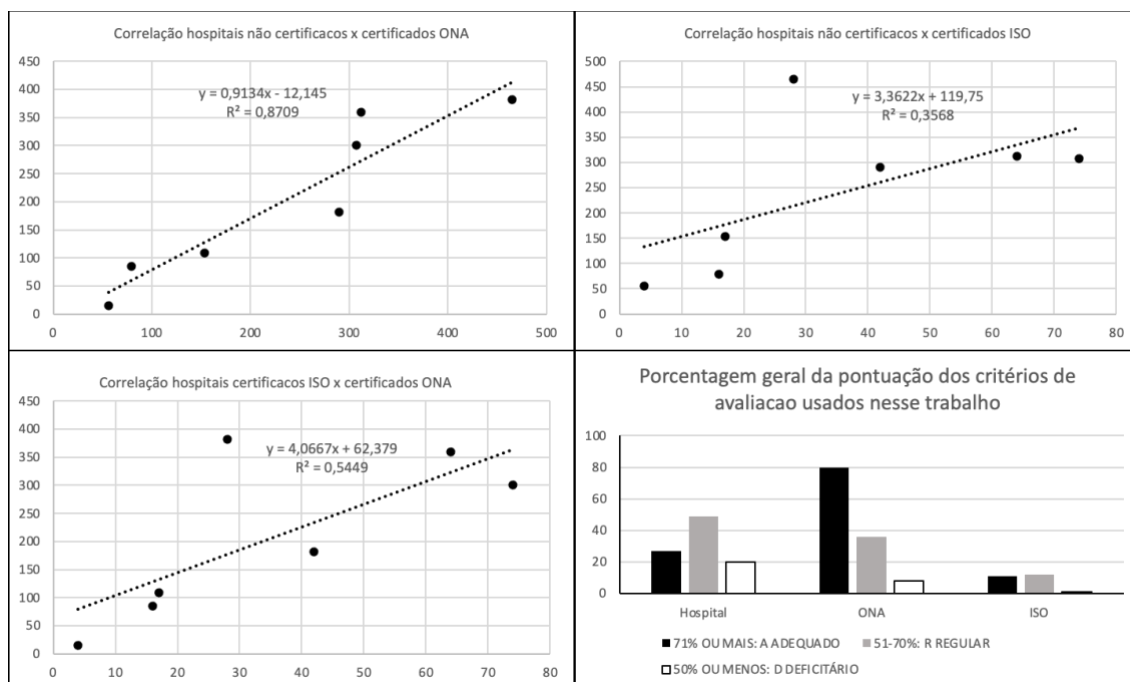 Correlação hospitais não certificacos x certificados ONA
450
400
350
300
250
200
150
100
50
0
y = 0,9134x - 12,145
R² = 0,8709
0 100 200 300 400 500
Correlação hospitais não certificacos x certificados ISO
500
450
400
350
300
250
200
150
100
50
0
y = 3,3622x + 119,75
R² = 0,3568
0 10 20 30 40 50 60 70 80
Correlação hospitais certificacos ISO x certificados ONA
450
400
350
300
250
200
150
100
50
0
y = 4,0667x + 62,379
R² = 0,5449
0 10 20 30 40 50 60 70 80
Porcentagem geral da pontuação dos critérios de
avaliacao usados nesse trabalho
100
80
60
40
20
0
Hospital ONA ISO
71% OU MAIS: A ADEQUADO 51-70%: R REGULAR
50% OU MENOS: D DEFICITÁRIO